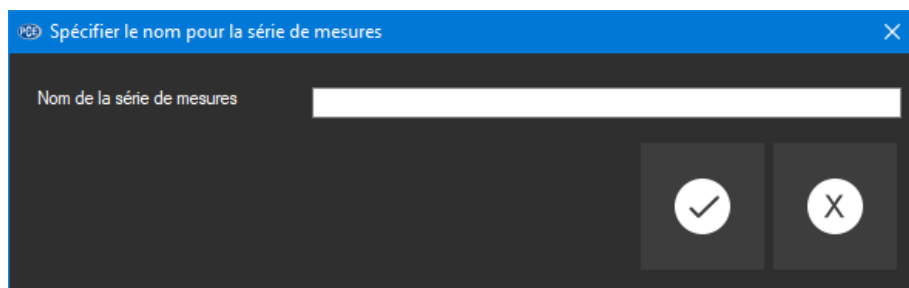 PCE Spécifier le nom pour la série de mesures
Nom de la série de mesures
X